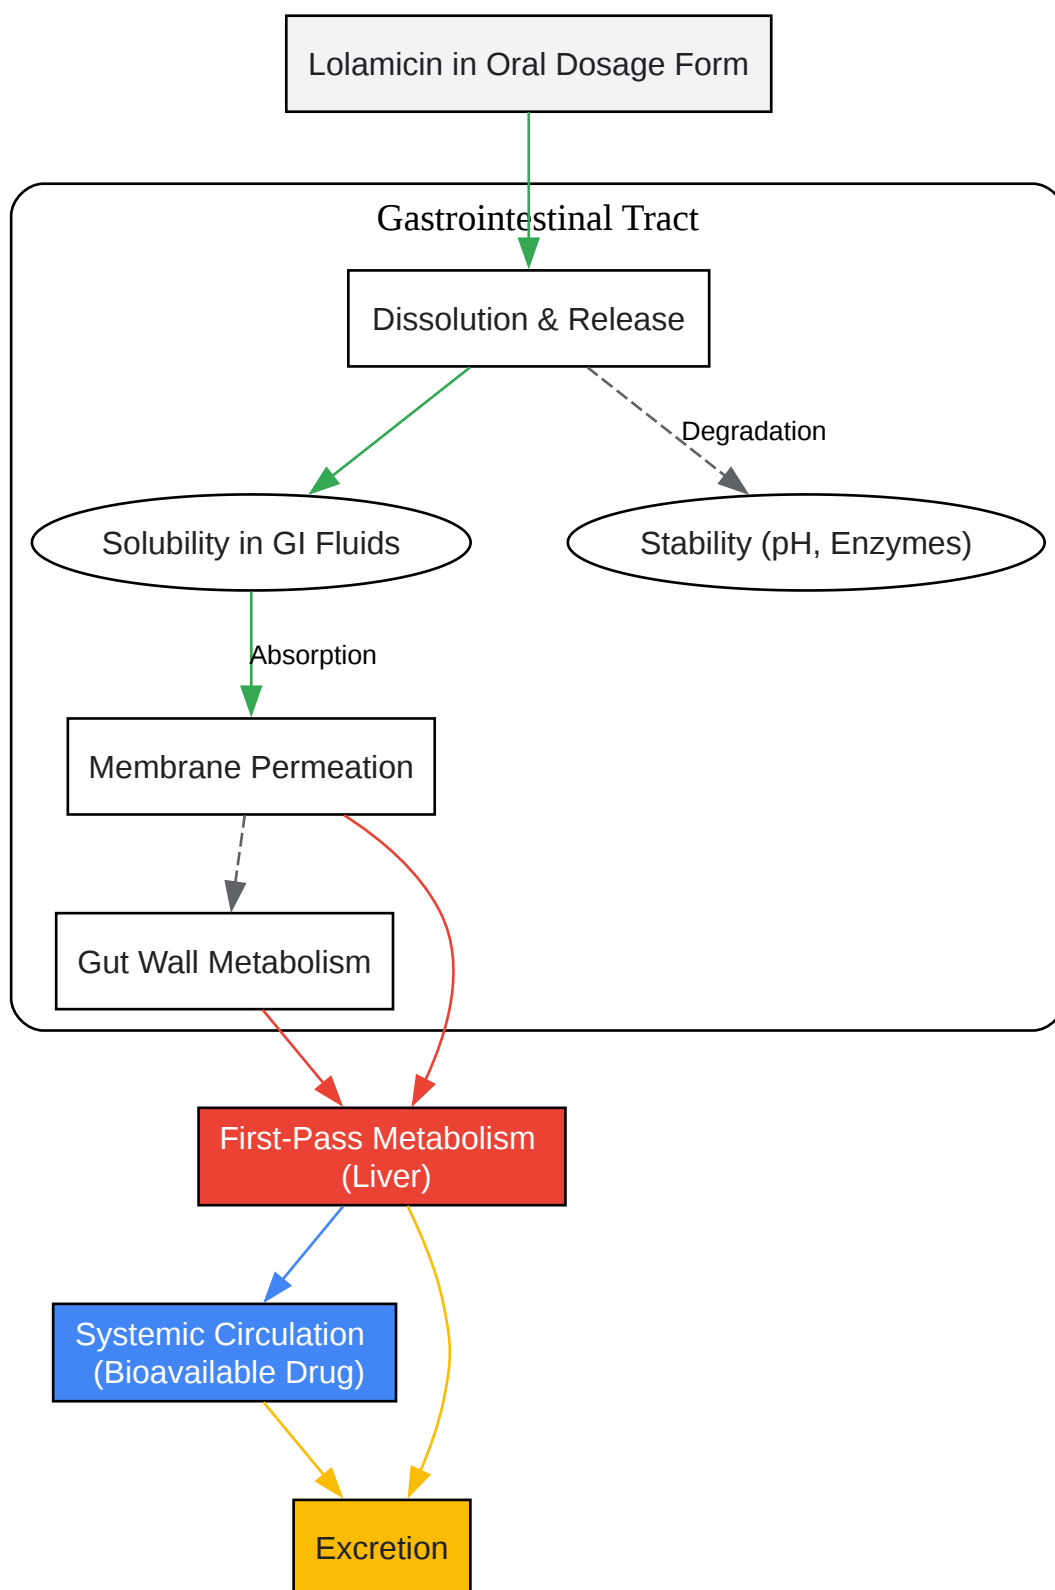 Lolamicin in Oral Dosage Form
Gastrointestinal Tract
Dissolution & Release
Degradation
Solubility in GI Fluids
Stability (pH, Enzymes)
Absorption
Membrane Permeation
Gut Wall Metabolism
First-Pass Metabolism
(Liver)
Systemic Circulation
(Bioavailable Drug)
Excretion